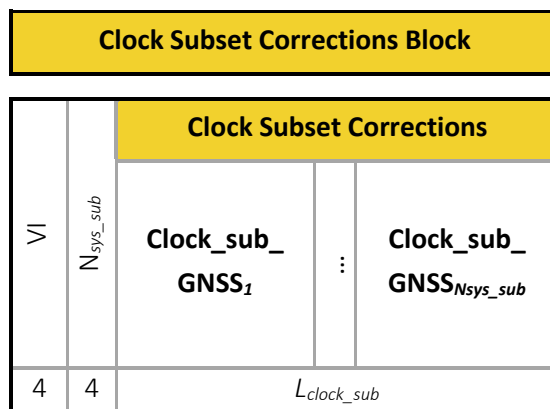 Clock Subset Corrections Block
VI
Nsys_sub
Clock Subset Corrections
Clock_sub_
GNSS1
...
Clock_sub_
GNSSNsys_sub
4
4
Lclock_sub